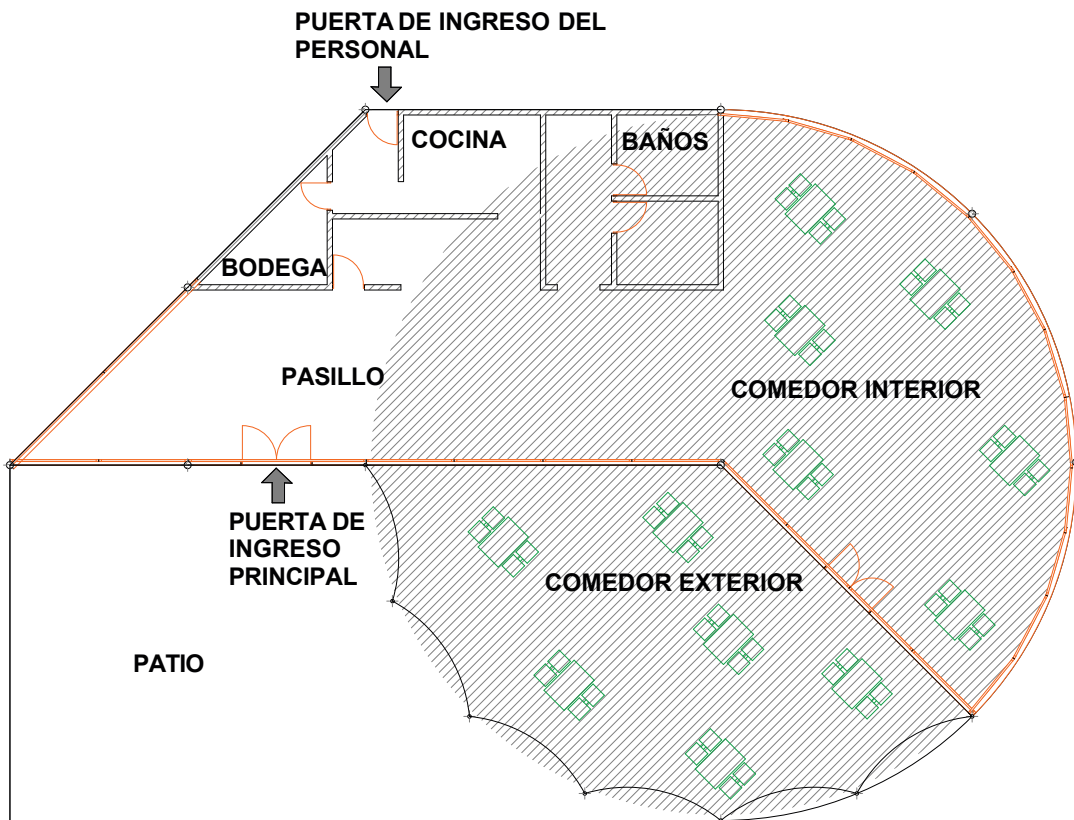 PUERTA DE INGRESO DEL
PERSONAL
COCINA
BAÑOS
BODEGA
PASILLO
COMEDOR INTERIOR
PUERTA DE
INGRESO
PRINCIPAL
COMEDOR EXTERIOR
PATIO